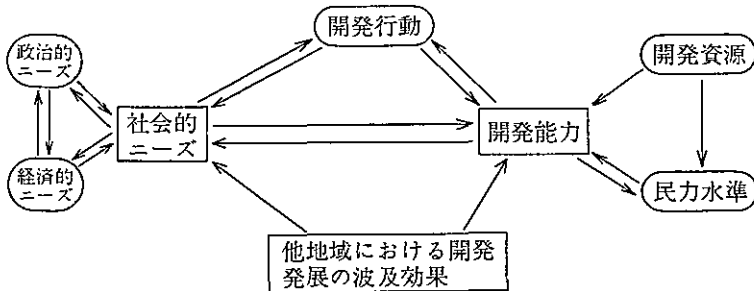 開発行動
政治的
ニーズ
開発資源
社会的
ニーズ
開発能力
経済的
ニーズ
民力水準
他地域における開発
発展の波及効果